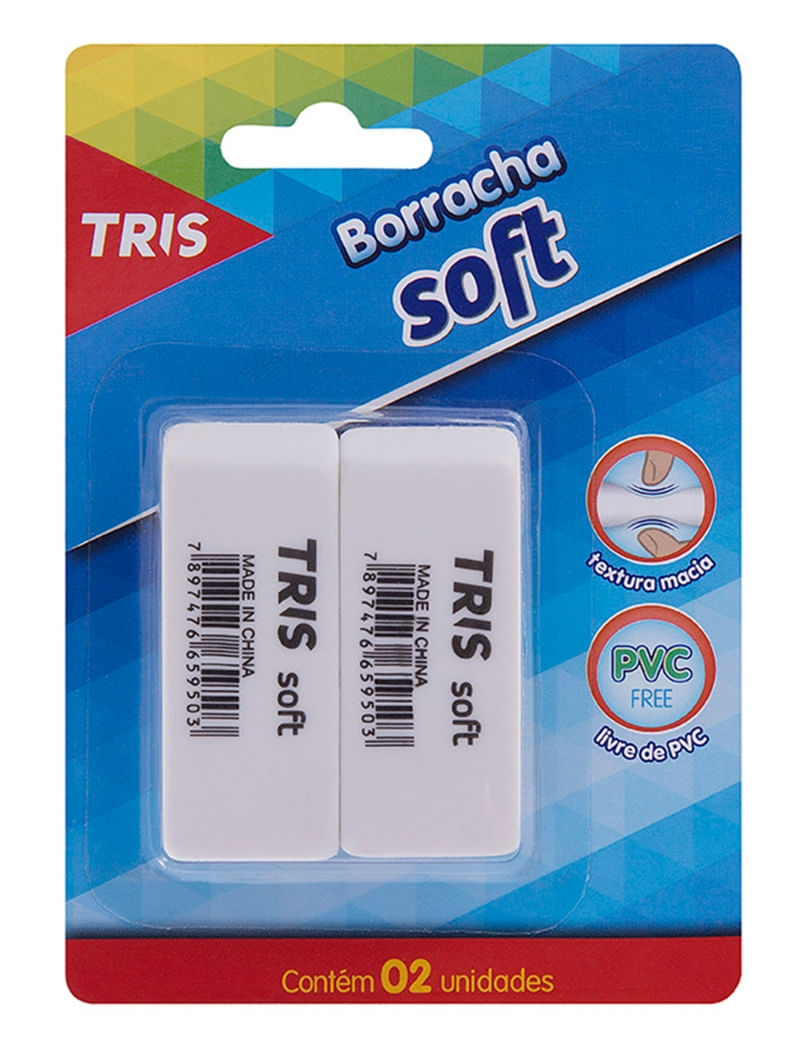 TRIS
Borracha
soft
TRIS soft
MADE IN CHINA
7 897476 659503
TRIS soft
MADE IN CHINA
7 897476 659503
textura macia
PVC
FREE
livre de PVC
Contém 02 unidades